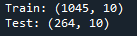 Train: (1045, 10)
Test: (264, 10)